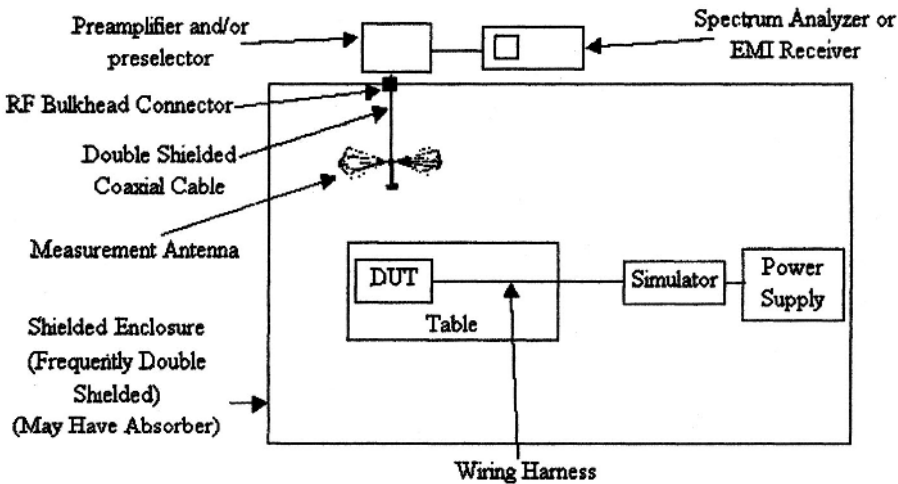 Preamplifier and/or
preselector
Spectrum Analyzer or
EMI Receiver
RF Bulkhead Connector
Double Shielded
Coaxial Cable
Measurement Antenna
DUT
Table
Simulator
Power
Supply
Shielded Enclosure
(Frequently Double
Shielded)
(May Have Absorber)
Wiring Harness